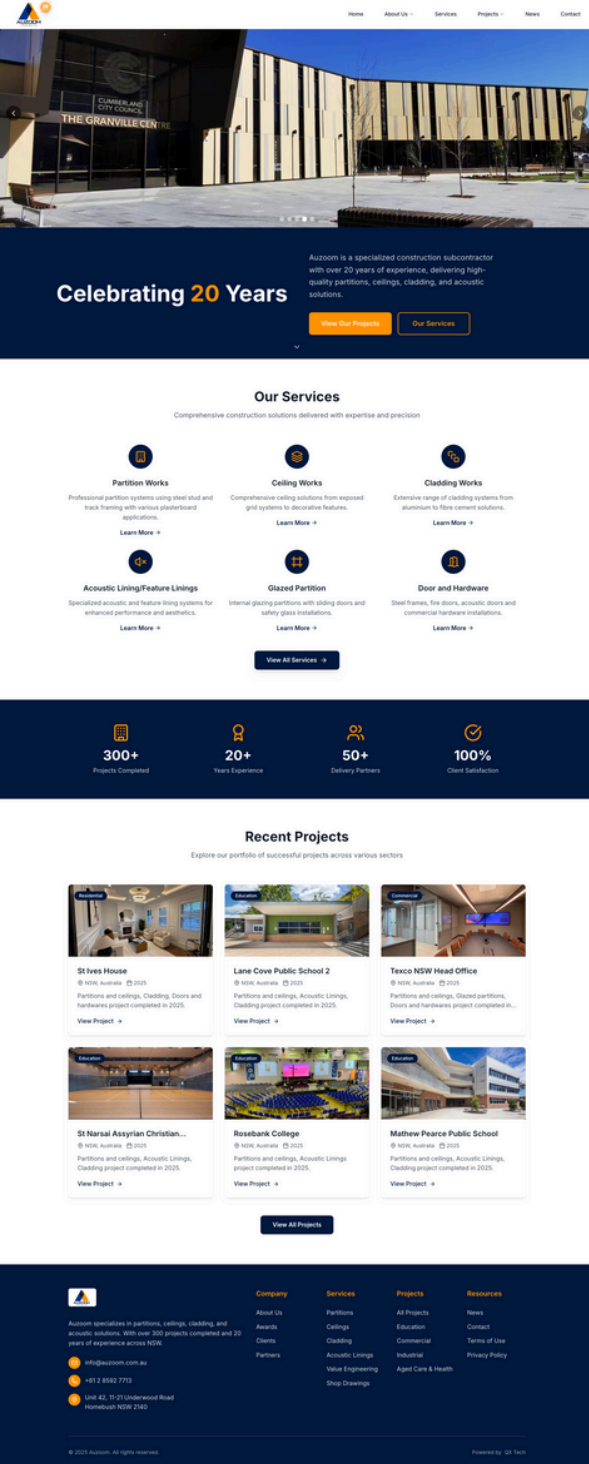 AUZOOM
Home
About Us
Services
Projects
News
Contact
CUMBERLAND
CITY COUNCIL
THE GRANVILLE CENTRE
Celebrating 20 Years
Auzoom is a specialized construction subcontractor
with over 20 years of experience, delivering high-
quality partitions, ceilings, cladding, and acoustic
solutions.
View Our Projects
Our Services
Our Services
Comprehensive construction solutions delivered with expertise and precision
Partition Works
Professional partition systems using steel stud and
track framing with various plasterboard
applications.
Learn More →
Ceiling Works
Comprehensive ceiling solutions from exposed
grid systems to decorative features.
Learn More →
Cladding Works
Extensive range of cladding systems from
aluminium to fibre cement solutions.
Learn More →
Acoustic Lining/Feature Linings
Specialized acoustic and feature lining systems for
enhanced performance and aesthetics.
Learn More →
Glazed Partition
Internal glazing partitions with sliding doors and
safety glass installations.
Learn More →
Door and Hardware
Steel frames, fire doors, acoustic doors and
commercial hardware installations.
Learn More →
View All Services →
300+
Projects Completed
20+
Years Experience
50+
Delivery Partners
100%
Client Satisfaction
Recent Projects
Explore our portfolio of successful projects across various sectors
Residential
St Ives House
NSW, Australia 2025
Partitions and ceilings, Cladding, Doors and
hardwares project completed in 2025.
View Project →
Education
Lane Cove Public School 2
NSW, Australia 2025
Partitions and ceilings, Acoustic Linings,
Cladding project completed in 2025.
View Project →
Commercial
Texco NSW Head Office
NSW, Australia 2025
Partitions and ceilings, Glazed partitions,
Doors and hardwares project completed in...
View Project →
Education
St Narsai Assyrian Christian...
NSW, Australia 2025
Partitions and ceilings, Acoustic Linings,
Cladding project completed in 2025.
View Project →
Education
Rosebank College
NSW, Australia 2025
Partitions and ceilings, Acoustic Linings
project completed in 2025.
View Project →
Education
Mathew Pearce Public School
NSW, Australia 2025
Partitions and ceilings, Acoustic Linings,
Cladding project completed in 2025.
View Project →
View All Projects
Auzoom specializes in partitions, ceilings, cladding, and
acoustic solutions. With over 300 projects completed and 20
years of experience across NSW.
info@auzoom.com.au
+61 2 8592 7713
Unit 42, 11-21 Underwood Road
Homebush NSW 2140
Company
About Us
Awards
Clients
Partners
Services
Partitions
Ceilings
Cladding
Acoustic Linings
Value Engineering
Shop Drawings
Projects
All Projects
Education
Commercial
Industrial
Aged Care & Health
Resources
News
Contact
Terms of Use
Privacy Policy
© 2025 Auzoom. All rights reserved.
Powered by QX Tech